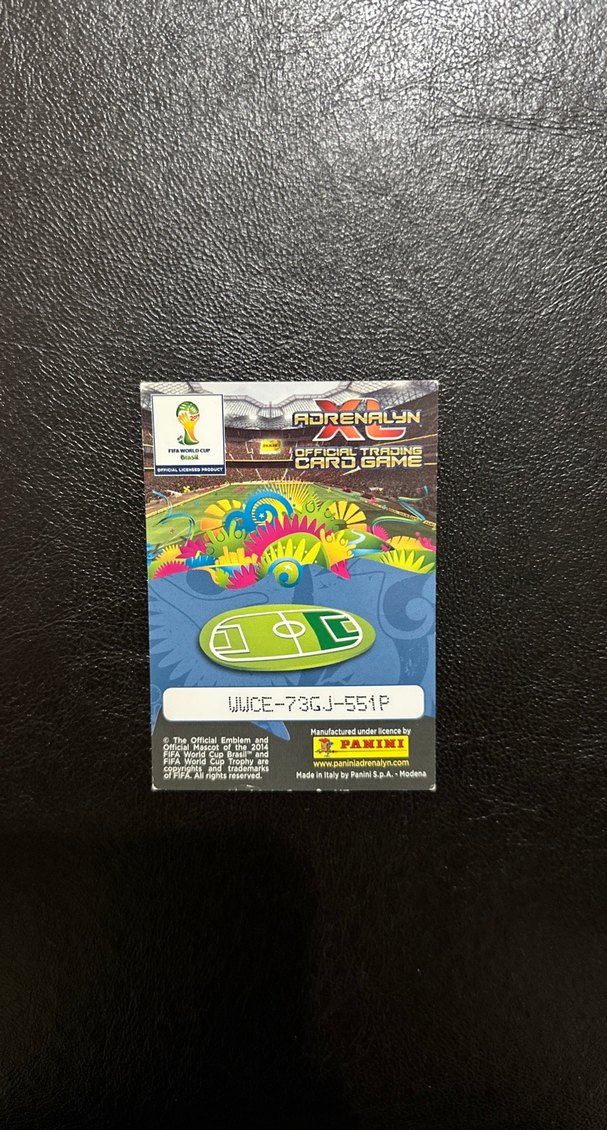 FIFA WORLD CUP
Brasil
OFFICIAL LICENSED PRODUCT
ADRENALYN XL
OFFICIAL TRADING
CARD GAME
PANINI
WWCE-73GJ-551P
© The Official Emblem and
Official Mascot of the 2014
FIFA World Cup Brasil™ and
FIFA World Cup Trophy are
copyrights and trademarks
of FIFA. All rights reserved.
Manufactured under licence by
PANINI
www.paniniadrenalyn.com
Made in Italy by Panini S.p.A. - Modena